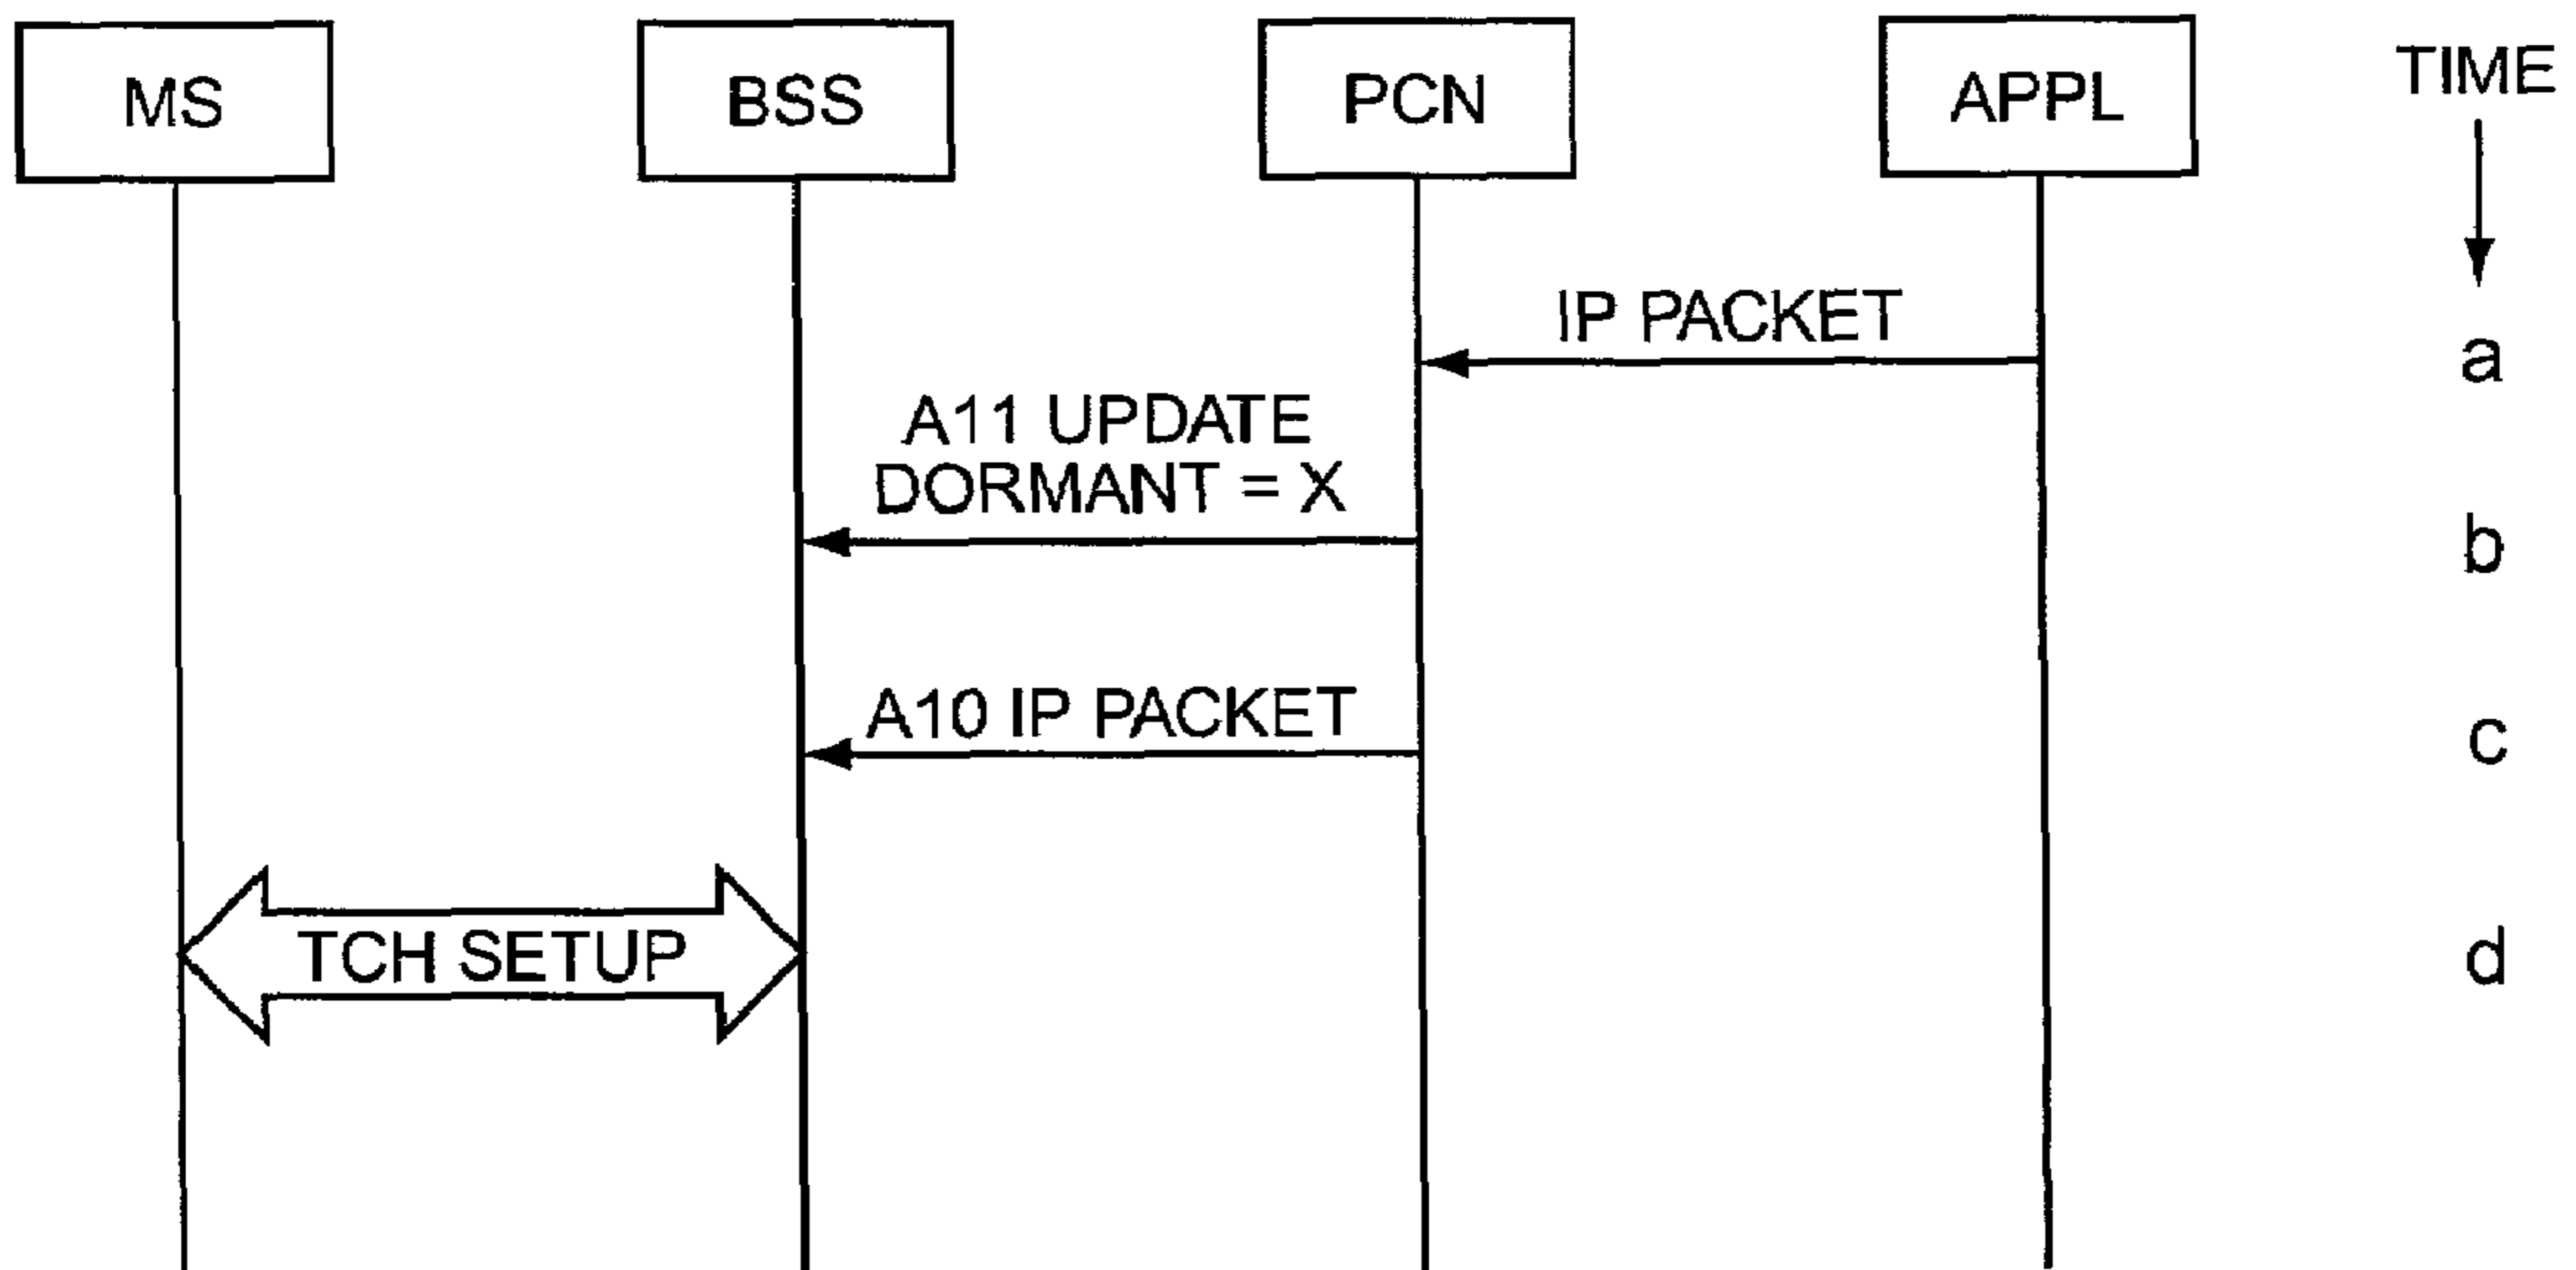 MS
BSS
PCN
APPL
TIME
IP PACKET
a
A11 UPDATE
DORMANT = X
b
A10 IP PACKET
c
TCH SETUP
d